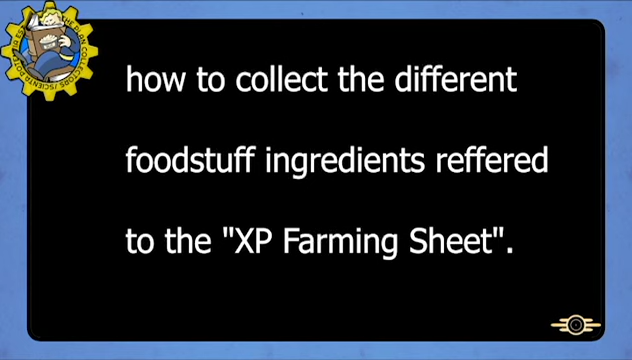 how to collect the different
foodstuff ingredients reffered
to the "XP Farming Sheet".